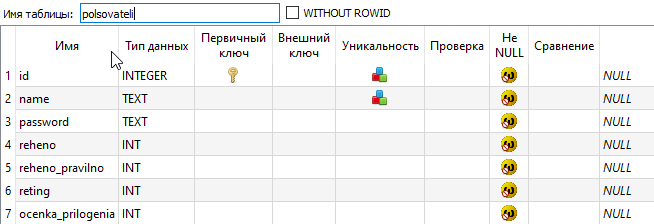 Имя таблицы: polsovateli WITHOUT ROWID
Имя Тип данных Первичный ключ Внешний ключ Уникальность Проверка Не NULL Сравнение
1 id INTEGER NULL
2 name TEXT NULL
3 password TEXT NULL
4 reheno INT NULL
5 reheno_pravilno INT NULL
6 reting INT NULL
7 ocenka_prilogenia INT NULL